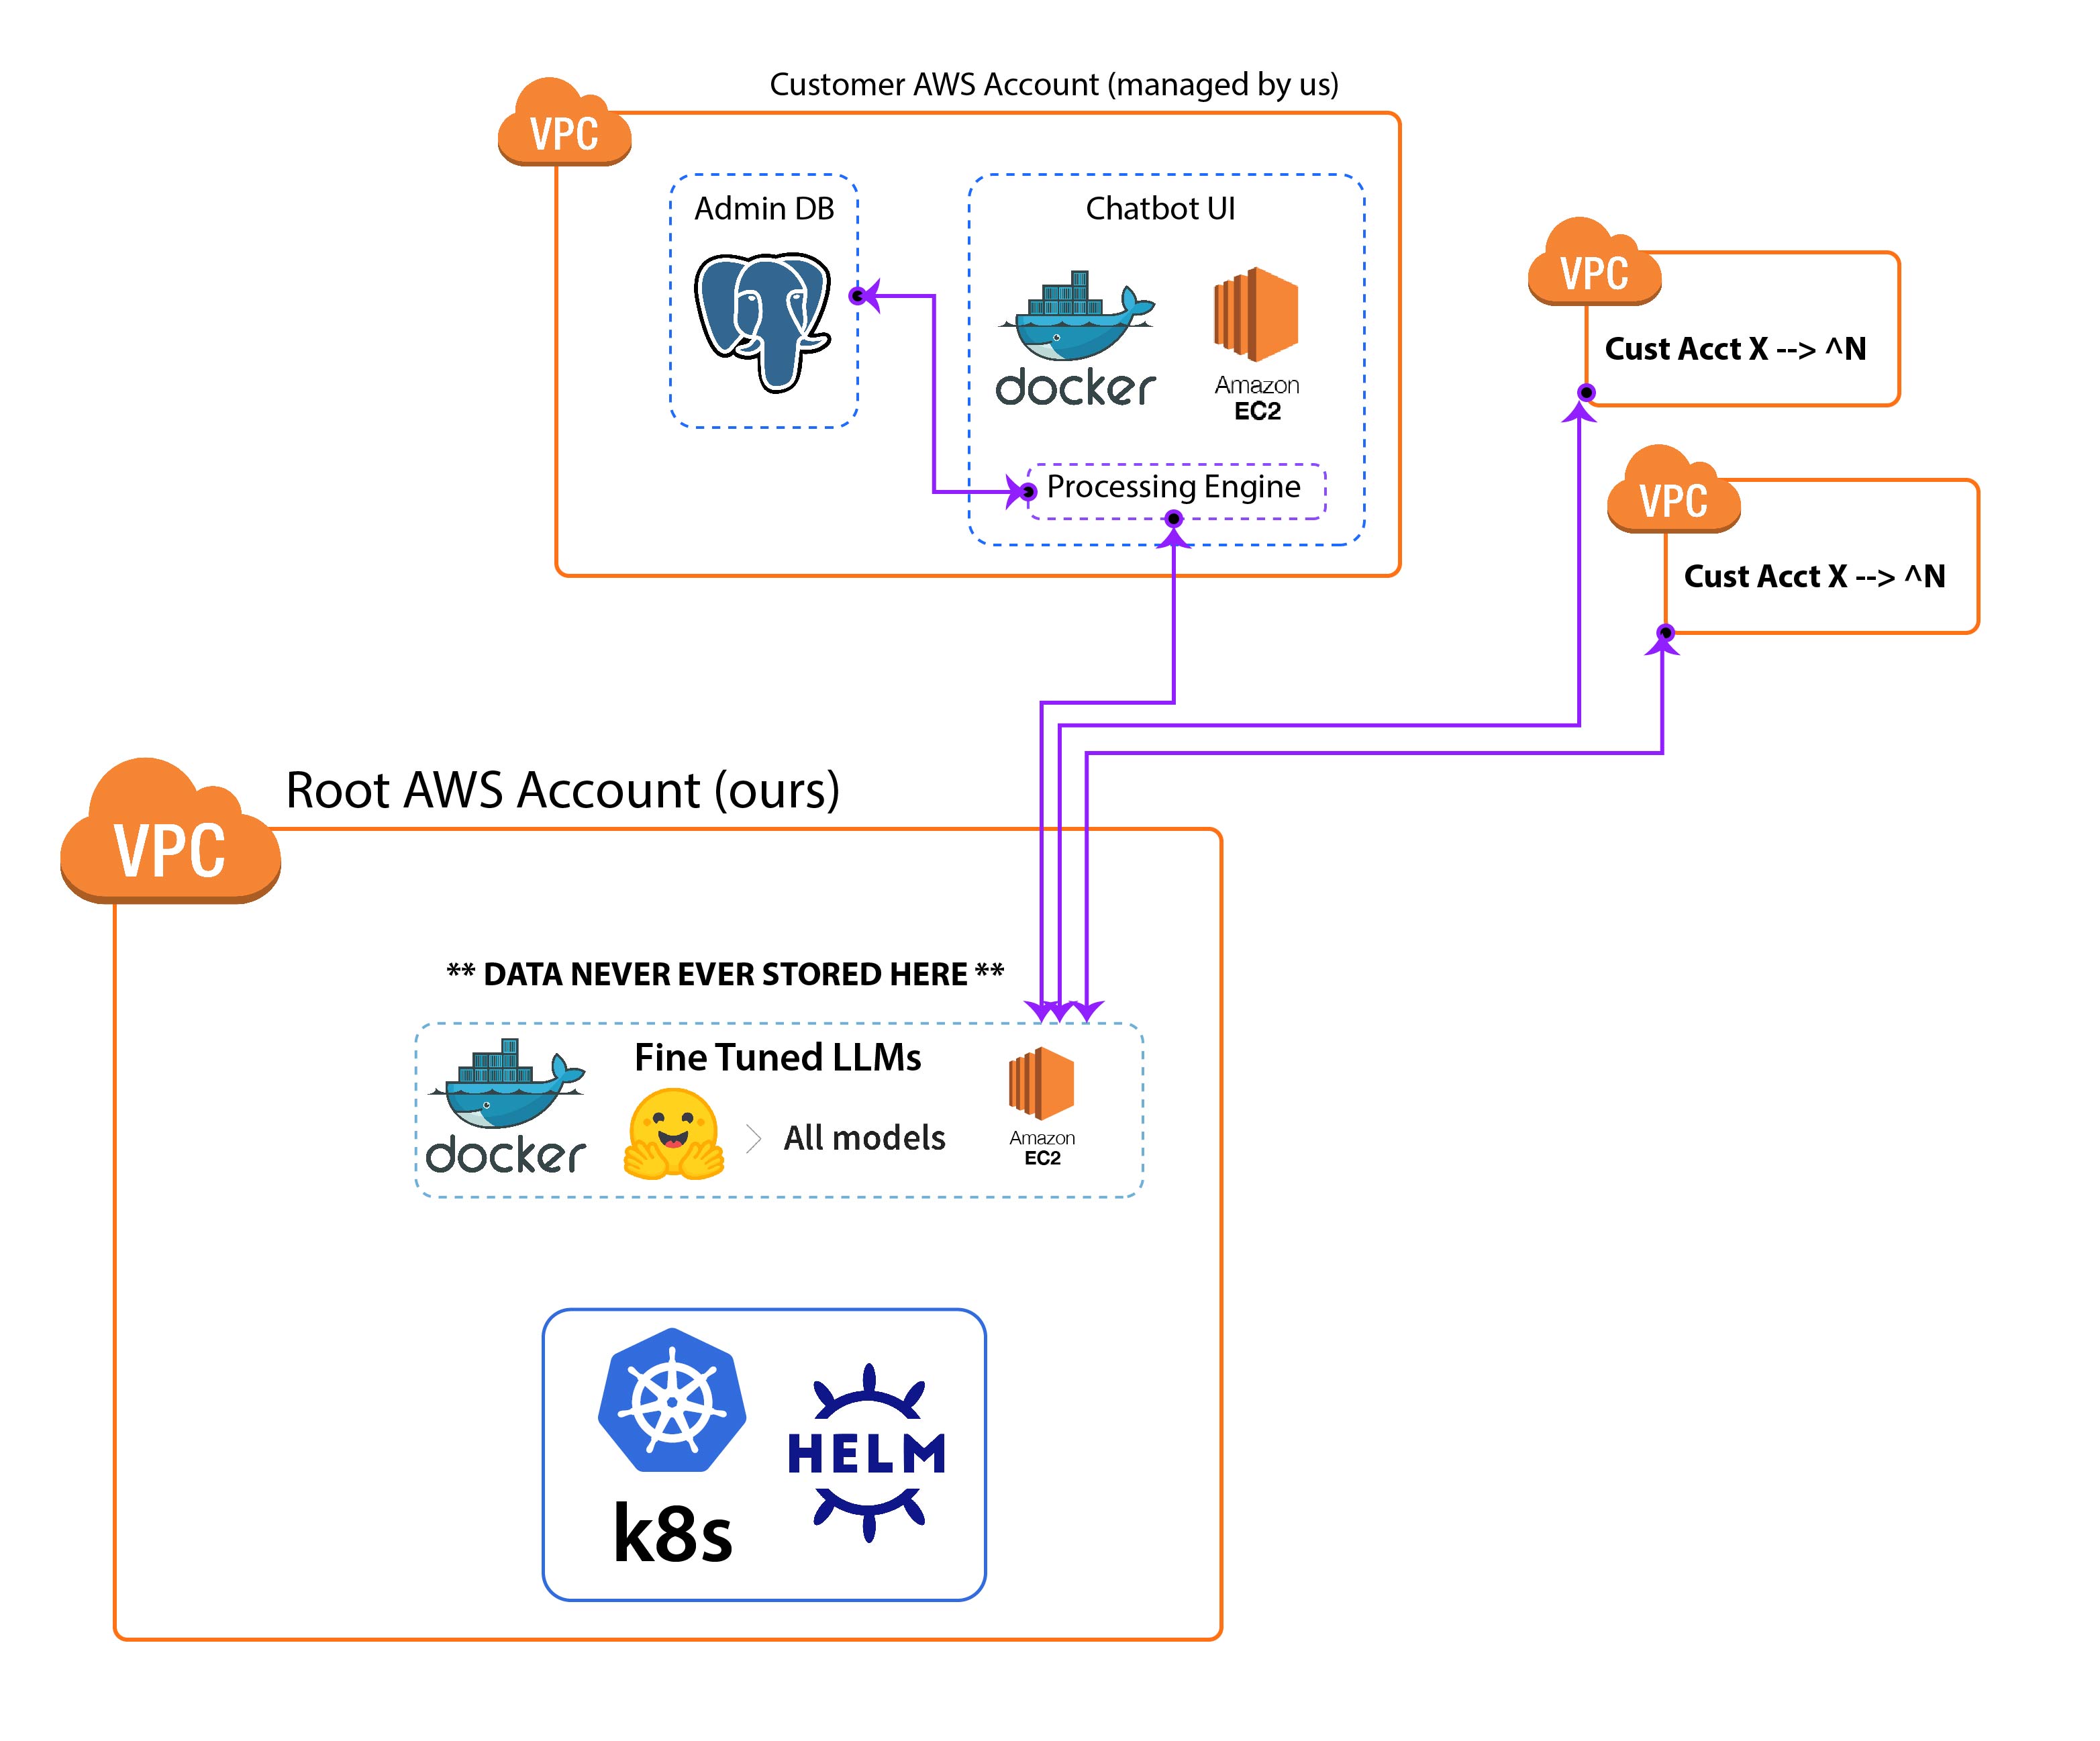 Customer AWS Account (managed by us)
VPC
Admin DB
Chatbot UI
docker
Amazon
EC2
Processing Engine
VPC
Cust Acct X --> ^N
VPC
Cust Acct X --> ^N
Root AWS Account (ours)
VPC
** DATA NEVER EVER STORED HERE **
Fine Tuned LLMs
docker
All models
Amazon
EC2
k8s
HELM